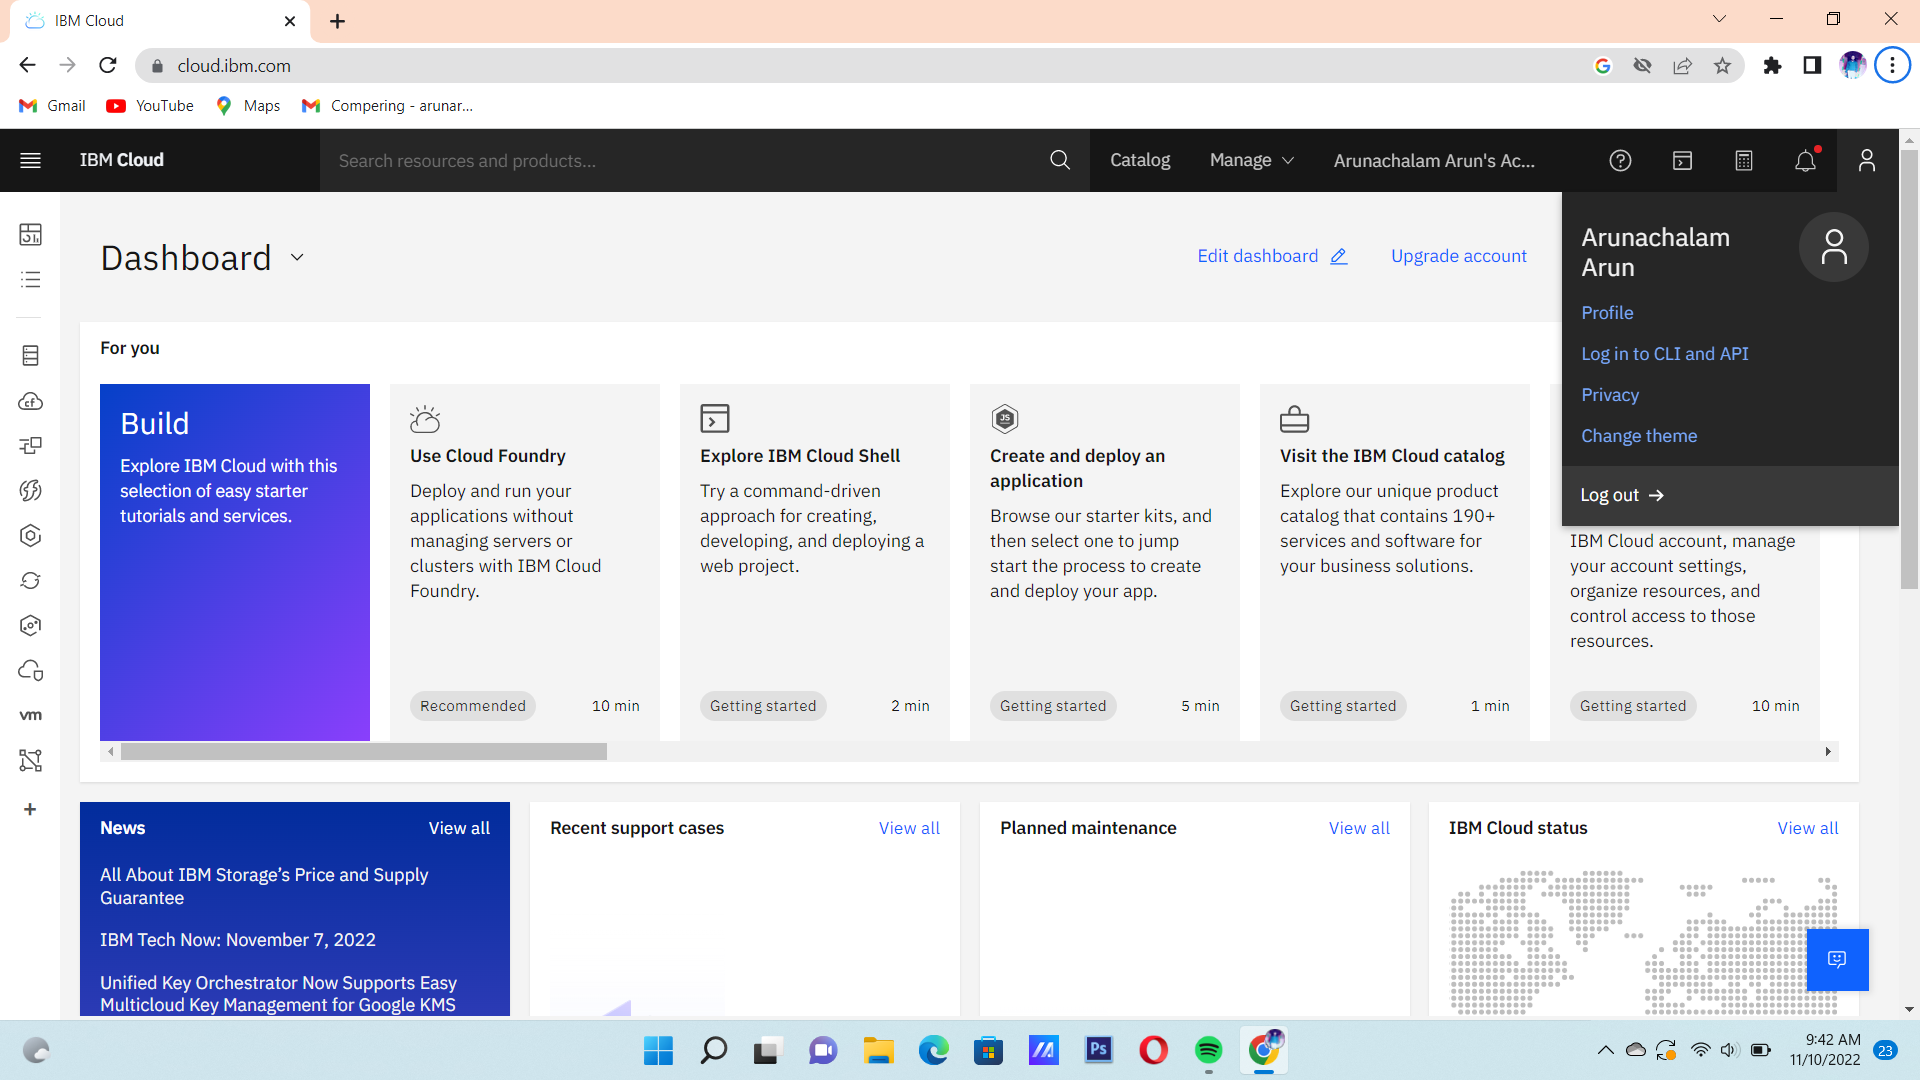 IBM Cloud
cloud.ibm.com
Gmail
YouTube
Maps
Compering - arunar...
IBM Cloud
Search resources and products...
Catalog
Manage
Arunachalam Arun's Ac...
Dashboard
Edit dashboard
Upgrade account
Arunachalam
Arun
Profile
Log in to CLI and API
Privacy
Change theme
Log out
For you
Build
Explore IBM Cloud with this
selection of easy starter
tutorials and services.
Use Cloud Foundry
Deploy and run your
applications without
managing servers or
clusters with IBM Cloud
Foundry.
Recommended
10 min
Explore IBM Cloud Shell
Try a command-driven
approach for creating,
developing, and deploying a
web project.
Getting started
2 min
JS
Create and deploy an
application
Browse our starter kits, and
then select one to jump
start the process to create
and deploy your app.
Getting started
5 min
Visit the IBM Cloud catalog
Explore our unique product
catalog that contains 190+
services and software for
your business solutions.
Getting started
1 min
IBM Cloud account, manage
your account settings,
organize resources, and
control access to those
resources.
Getting started
10 min
cf
vm
News
View all
All About IBM Storage’s Price and Supply
Guarantee
IBM Tech Now: November 7, 2022
Unified Key Orchestrator Now Supports Easy
Multicloud Key Management for Google KMS
Recent support cases
View all
Planned maintenance
View all
IBM Cloud status
View all
Ps
9:42 AM
11/10/2022
23